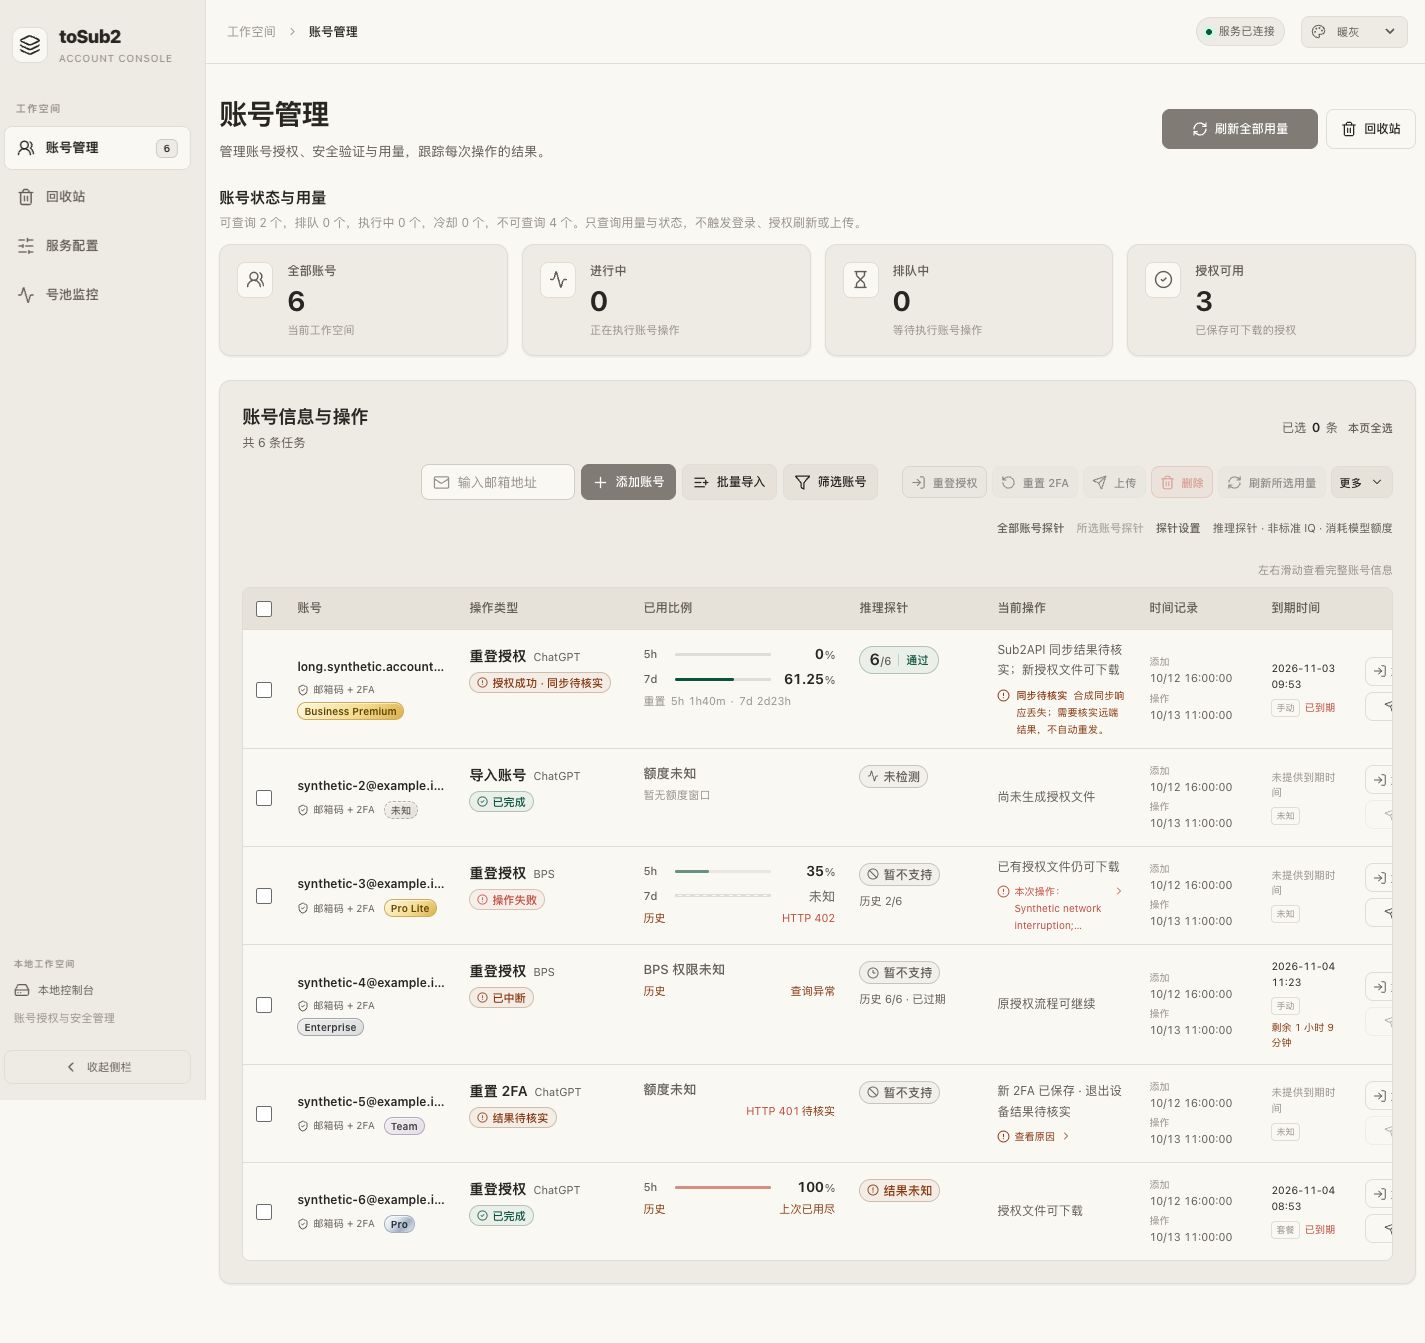 toSub2
ACCOUNT CONSOLE
工作空间
账号管理 6
回收站
服务配置
号池监控
本地工作空间
本地控制台
账号授权与安全管理
收起侧栏
工作空间 > 账号管理
服务已连接
暖灰
账号管理
管理账号授权、安全验证与用量，跟踪每次操作的结果。
刷新全部用量
回收站
账号状态与用量
可查询 2 个，排队 0 个，执行中 0 个，冷却 0 个，不可查询 4 个。只查询用量与状态，不触发登录、授权刷新或上传。
全部账号
6
当前工作空间
进行中
0
正在执行账号操作
排队中
0
等待执行账号操作
授权可用
3
已保存可下载的授权
账号信息与操作
共 6 条任务
已选 0 条 本页全选
输入邮箱地址
添加账号
批量导入
筛选账号
重登授权
重置 2FA
上传
删除
刷新所选用量
更多
全部账号探针 所选账号探针 探针设置 推理探针 · 非标准 IQ · 消耗模型额度
左右滑动查看完整账号信息
账号 操作类型 已用比例 推理探针 当前操作 时间记录 到期时间
long.synthetic.account...
邮箱码 + 2FA
Business Premium
重登授权 ChatGPT
授权成功 · 同步待核实
5h 0%
7d 61.25%
重置 5h 1h40m · 7d 2d23h
6/6 通过
Sub2API 同步结果待核
实；新授权文件可下载
同步待核实 合成同步响
应丢失；需要核实远端
结果，不自动重发。
添加
10/12 16:00:00
操作
10/13 11:00:00
2026-11-03
09:53
手动 已到期
synthetic-2@example.i...
邮箱码 + 2FA 未知
导入账号 ChatGPT
已完成
额度未知
暂无额度窗口
未检测
尚未生成授权文件
添加
10/12 16:00:00
操作
10/13 11:00:00
未提供到期时
间
未知
synthetic-3@example.i...
邮箱码 + 2FA Pro Lite
重登授权 BPS
操作失败
5h 35%
7d 未知
历史 HTTP 402
暂不支持
历史 2/6
已有授权文件仍可下载
本次操作：
Synthetic network
interruption;...
添加
10/12 16:00:00
操作
10/13 11:00:00
未提供到期时
间
未知
synthetic-4@example.i...
邮箱码 + 2FA
Enterprise
重登授权 BPS
已中断
BPS 权限未知
历史 查询异常
暂不支持
历史 6/6 · 已过期
原授权流程可继续
添加
10/12 16:00:00
操作
10/13 11:00:00
2026-11-04
11:23
手动
剩余 1 小时 9
分钟
synthetic-5@example.i...
邮箱码 + 2FA Team
重置 2FA ChatGPT
结果待核实
额度未知
HTTP 401 待核实
暂不支持
新 2FA 已保存 · 退出设
备结果待核实
查看原因
添加
10/12 16:00:00
操作
10/13 11:00:00
未提供到期时
间
未知
synthetic-6@example.i...
邮箱码 + 2FA Pro
重登授权 ChatGPT
已完成
5h 100%
历史 上次已用尽
结果未知
授权文件可下载
添加
10/12 16:00:00
操作
10/13 11:00:00
2026-11-04
08:53
套餐 已到期